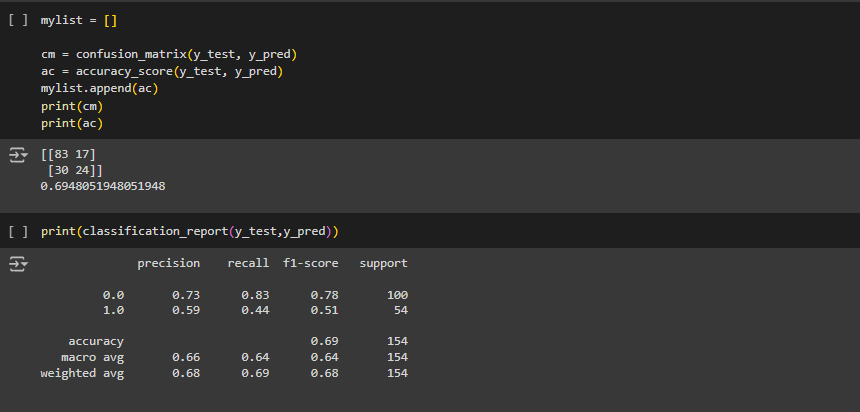 [ ] mylist = []
cm = confusion_matrix(y_test, y_pred)
ac = accuracy_score(y_test, y_pred)
mylist.append(ac)
print(cm)
print(ac)
[[83 17]
 [30 24]]
0.6948051948051948
[ ] print(classification_report(y_test,y_pred))
precision recall f1-score support
0.0 0.73 0.83 0.78 100
1.0 0.59 0.44 0.51 54
accuracy 0.69 154
macro avg 0.66 0.64 0.64 154
weighted avg 0.68 0.69 0.68 154